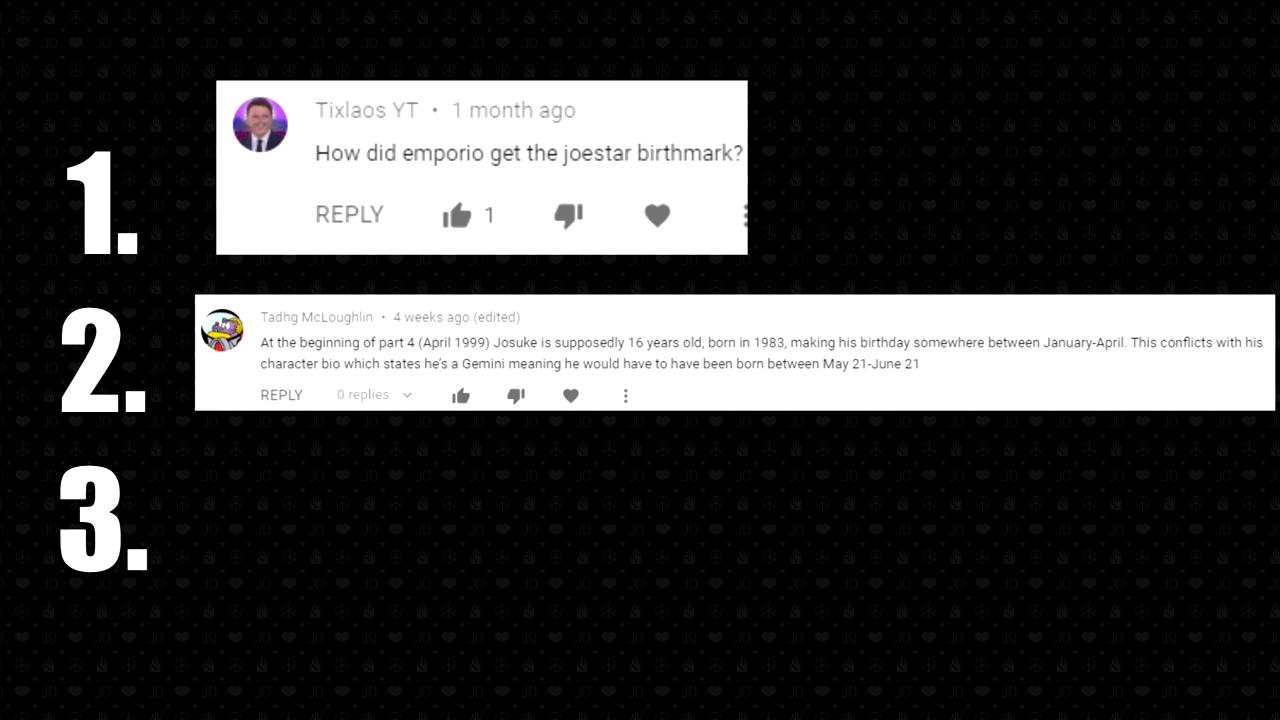 1.
Tixlaos YT • 1 month ago
How did emporio get the joestar birthmark?
REPLY 1
2.
Tadhg McLoughlin • 4 weeks ago (edited)
At the beginning of part 4 (April 1999) Josuke is supposedly 16 years old, born in 1983, making his birthday somewhere between January-April. This conflicts with his
character bio which states he's a Gemini meaning he would have to have been born between May 21-June 21
REPLY 0 replies
3.